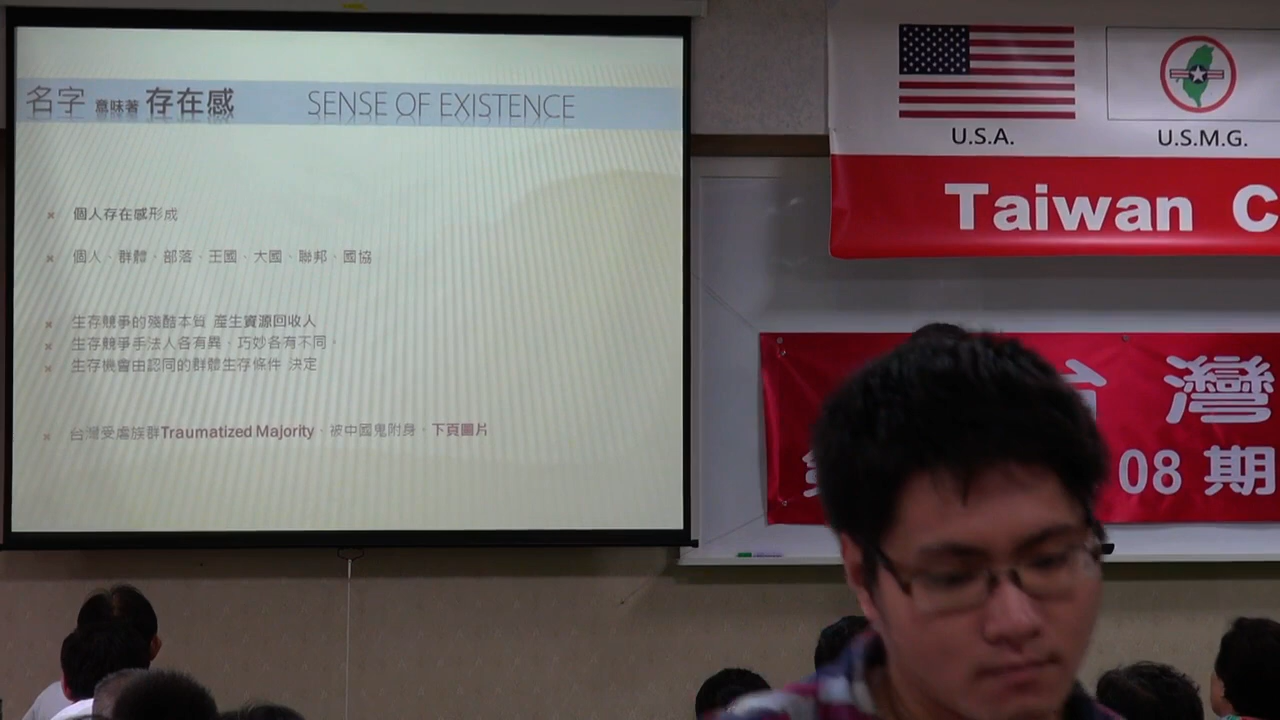 名字 意味著 存在感 SENSE OF EXISTENCE
個人存在感形成
個人、群體、部落、王國、大國、聯邦、國協
生存競爭的殘酷本質 產生資源回收人
生存競爭手法人各有異、巧妙各有不同。
生存機會由認同的群體生存條件 決定
台灣受虐族群Traumatized Majority、被中國鬼附身。下頁圖片
U.S.A.
U.S.M.G.
Taiwan C
台灣
08 期